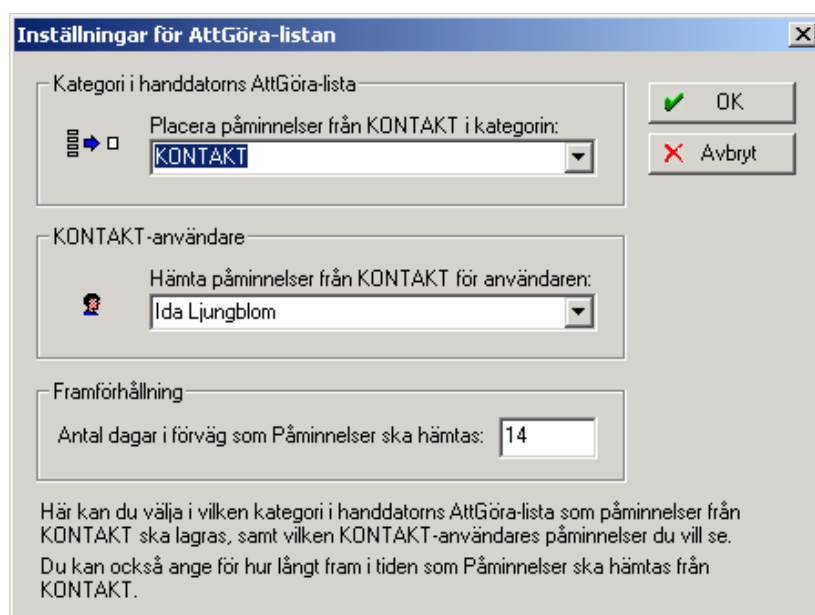 Inställningar för AttGöra-listan
Kategori i handdatorns AttGöra-lista
Placera påminnelser från KONTAKT i kategorin:
KONTAKT
OK
Avbryt
KONTAKT-användare
Hämta påminnelser från KONTAKT för användaren:
Ida Ljungblom
Framförhållning
Antal dagar i förväg som Påminnelser ska hämtas: 14
Här kan du välja i vilken kategori i handdatorns AttGöra-lista som påminnelser från
KONTAKT ska lagras, samt vilken KONTAKT-användares påminnelser du vill se.
Du kan också ange för hur långt fram i tiden som Påminnelser ska hämtas från
KONTAKT.